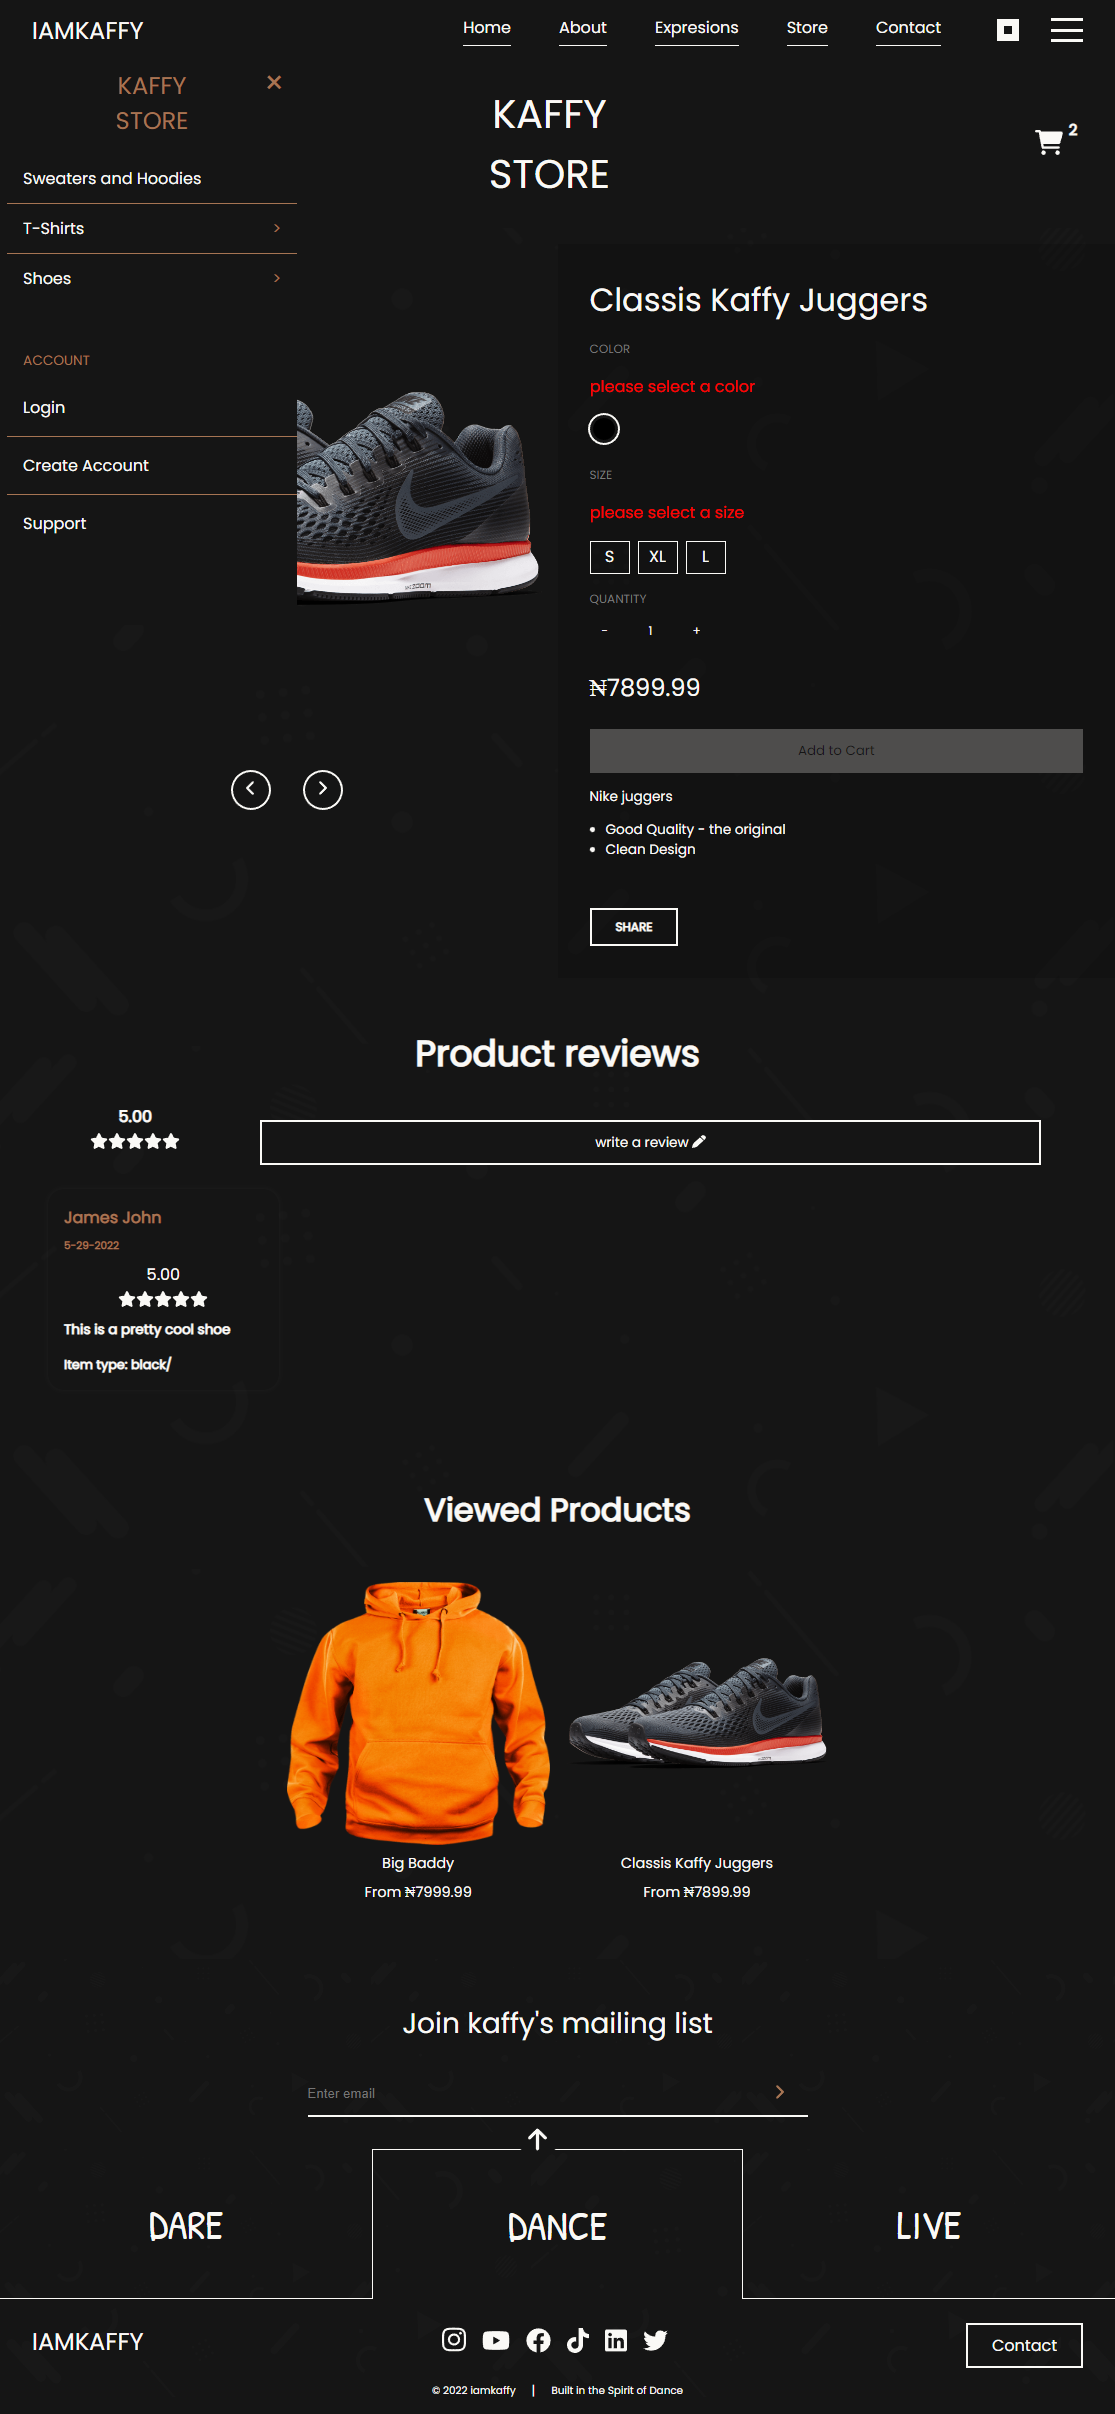 IAMKAFFY
Home
About
Expresions
Store
Contact
KAFFY
STORE
×
Sweaters and Hoodies
T-Shirts
Shoes
ACCOUNT
Login
Create Account
Support
KAFFY
STORE
2
Classis Kaffy Juggers
COLOR
please select a color
SIZE
please select a size
S XL L
QUANTITY
- 1 +
₦7899.99
Add to Cart
Nike juggers
• Good Quality - the original
• Clean Design
SHARE
Product reviews
5.00
write a review
James John
5-29-2022
5.00
This is a pretty cool shoe
Item type: black/
Viewed Products
Big Baddy
From ₦7999.99
Classis Kaffy Juggers
From ₦7899.99
Join kaffy's mailing list
Enter email
DARE
DANCE
LIVE
IAMKAFFY
Contact
© 2022 iamkaffy | Built in the Spirit of Dance